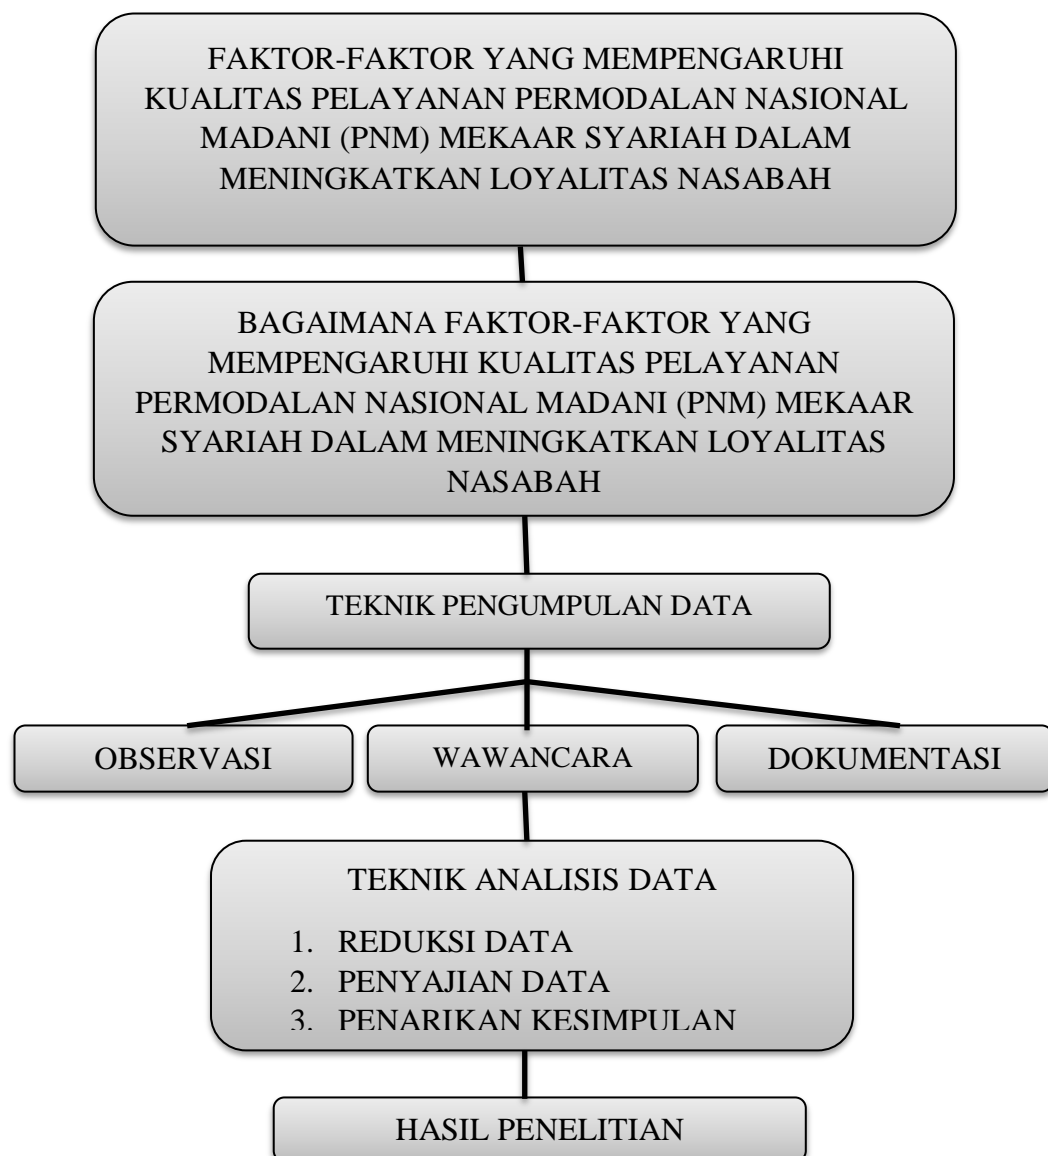 FAKTOR-FAKTOR YANG MEMPENGARUHI
KUALITAS PELAYANAN PERMODALAN NASIONAL
MADANI (PNM) MEKAAR SYARIAH DALAM
MENINGKATKAN LOYALITAS NASABAH
BAGAIMANA FAKTOR-FAKTOR YANG
MEMPENGARUHI KUALITAS PELAYANAN
PERMODALAN NASIONAL MADANI (PNM) MEKAAR
SYARIAH DALAM MENINGKATKAN LOYALITAS
NASABAH
TEKNIK PENGUMPULAN DATA
OBSERVASI
WAWANCARA
DOKUMENTASI
TEKNIK ANALISIS DATA
1. REDUKSI DATA
2. PENYAJIAN DATA
3. PENARIKAN KESIMPULAN
HASIL PENELITIAN